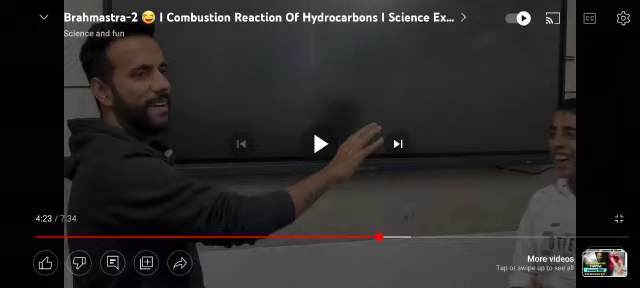 Brahmastra-2 😅 I Combustion Reaction Of Hydrocarbons I Science Ex...
Science and fun
CC
4:23 / 7:34
More videos
Tap or swipe up to see all